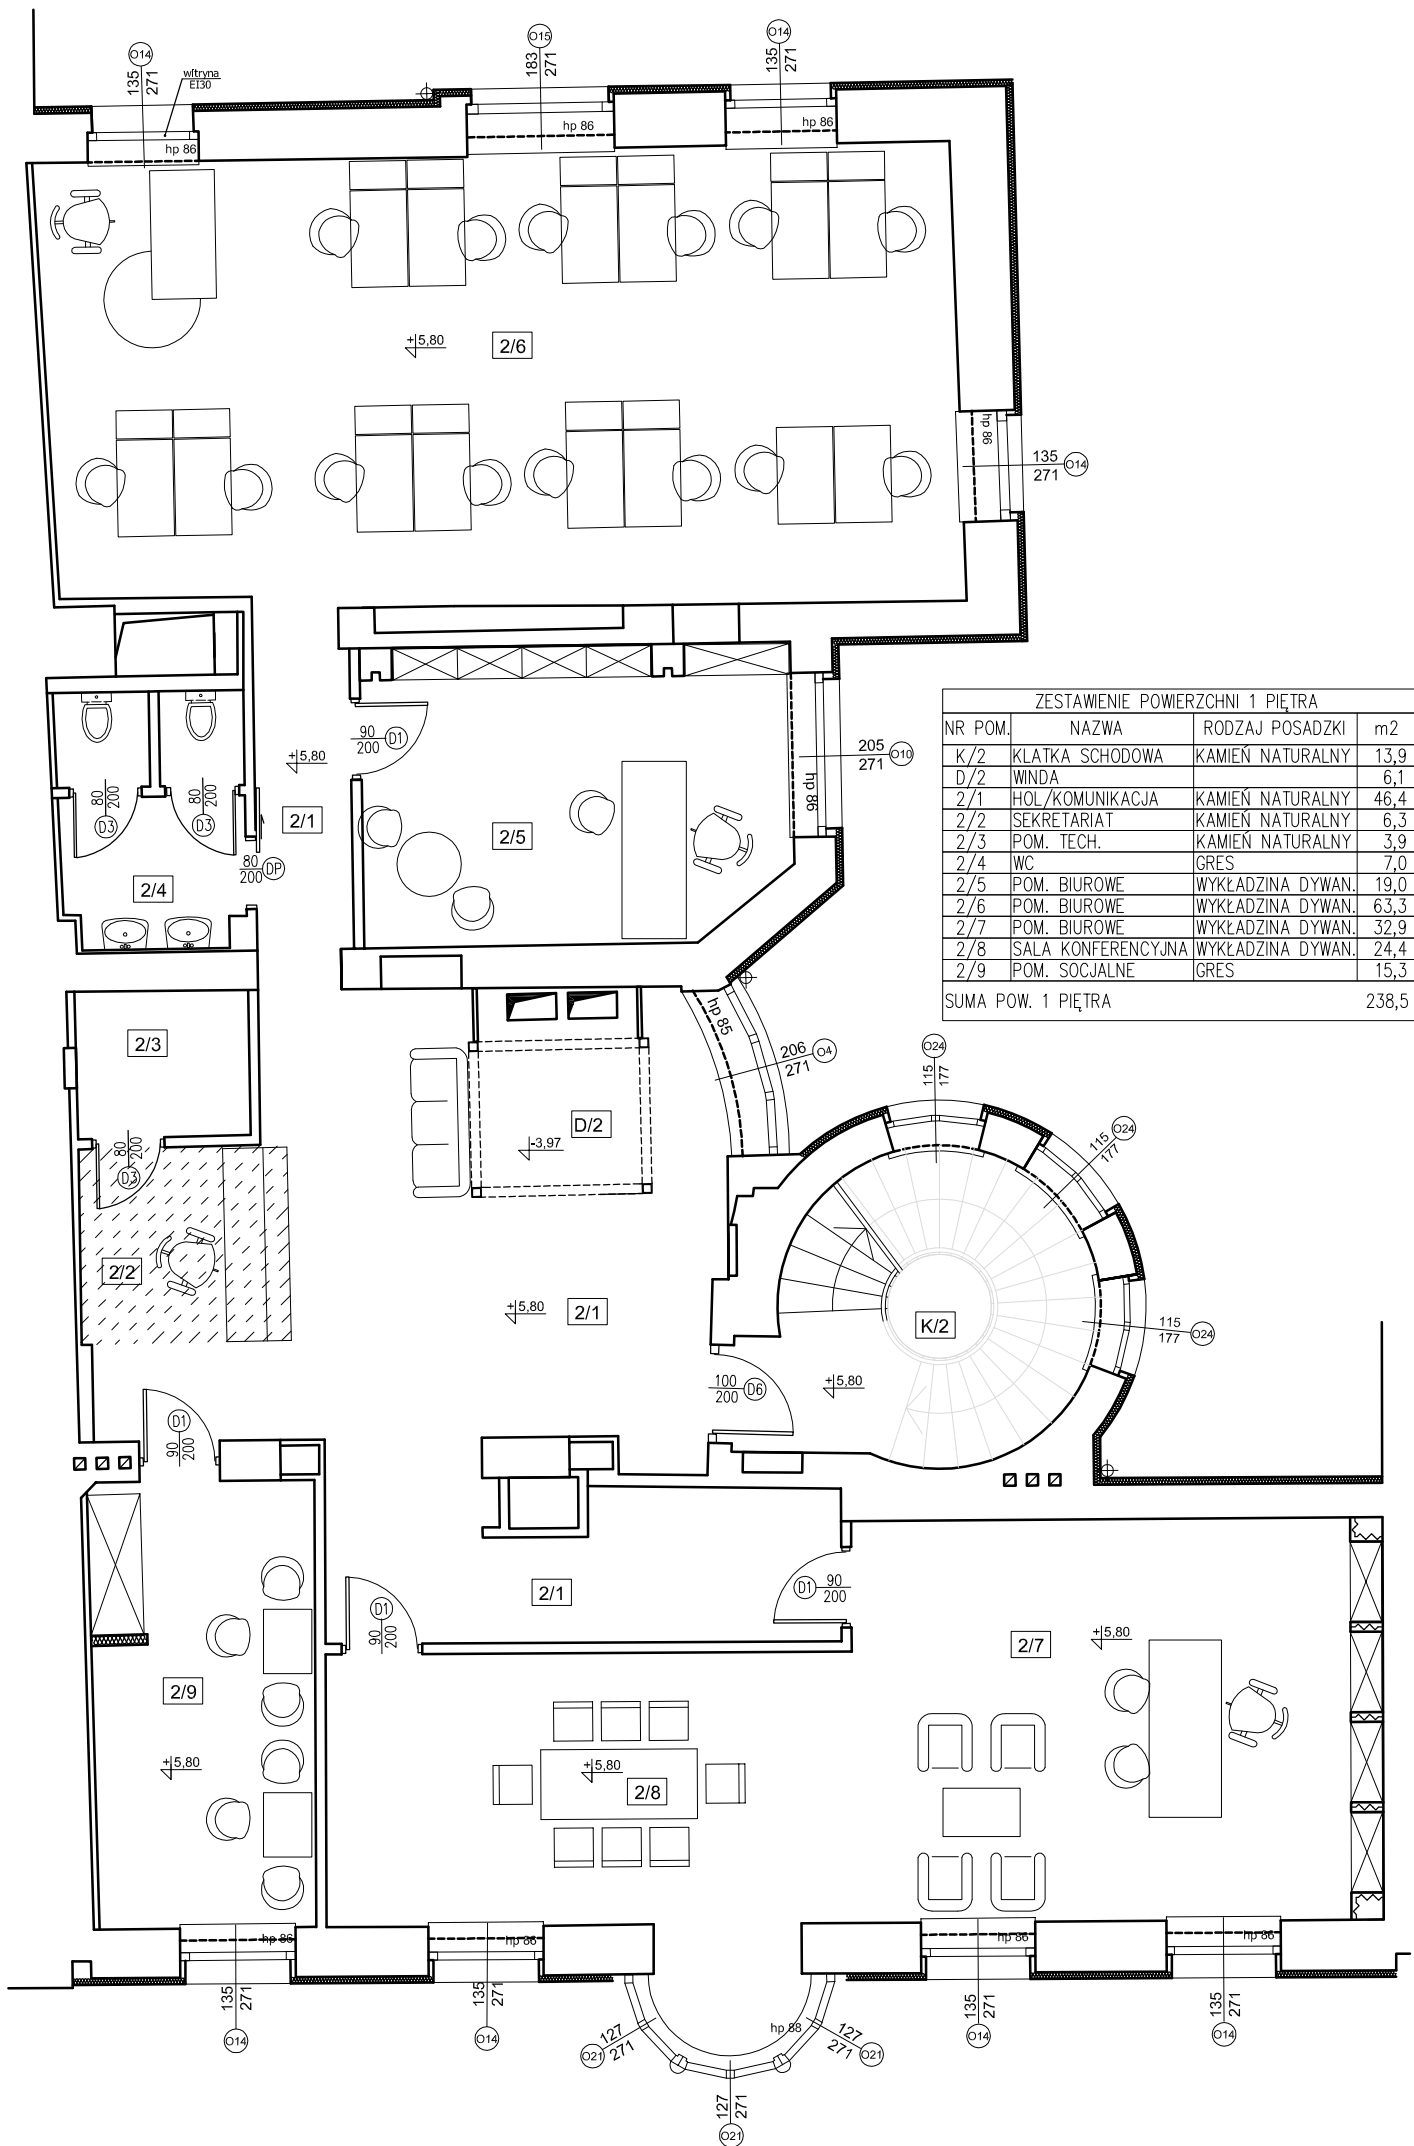 O14
135
271
witryna
EI30
hp 86
O15
183
271
hp 86
O14
135
271
hp 86
+5,80
2/6
hp 86
135
271
O14
ZESTAWIENIE POWIERZCHNI 1 PIĘTRA
NR POM. NAZWA RODZAJ POSADZKI m2
K/2 KLATKA SCHODOWA KAMIEŃ NATURALNY 13,9
D/2 WINDA 6,1
2/1 HOL/KOMUNIKACJA KAMIEŃ NATURALNY 46,4
2/2 SEKRETARIAT KAMIEŃ NATURALNY 6,3
2/3 POM. TECH. KAMIEŃ NATURALNY 3,9
2/4 WC GRES 7,0
2/5 POM. BIUROWE WYKŁADZINA DYWAN. 19,0
2/6 POM. BIUROWE WYKŁADZINA DYWAN. 63,3
2/7 POM. BIUROWE WYKŁADZINA DYWAN. 32,9
2/8 SALA KONFERENCYJNA WYKŁADZINA DYWAN. 24,4
2/9 POM. SOCJALNE GRES 15,3
SUMA POW. 1 PIĘTRA 238,5
90
200
D1
+5,80
205
271
O10
hp 86
80
200
D3
80
200
D3
2/1
2/5
80
200
DP
2/4
hp 85
206
271
O4
2/3
D/2
-3,97
O24
115
177
115
177
O24
80
200
D3
2/2
+5,80
2/1
K/2
115
177
O24
100
200
D6
+5,80
D1
90
200
2/1
D1
90
200
D1
90
200
2/7
+5,80
2/9
+5,80
+5,80
2/8
hp 86
135
271
O14
hp 86
135
271
O14
hp 86
135
271
O14
hp 86
135
271
O14
hp 88
127
271
O21
127
271
O21
127
271
O21